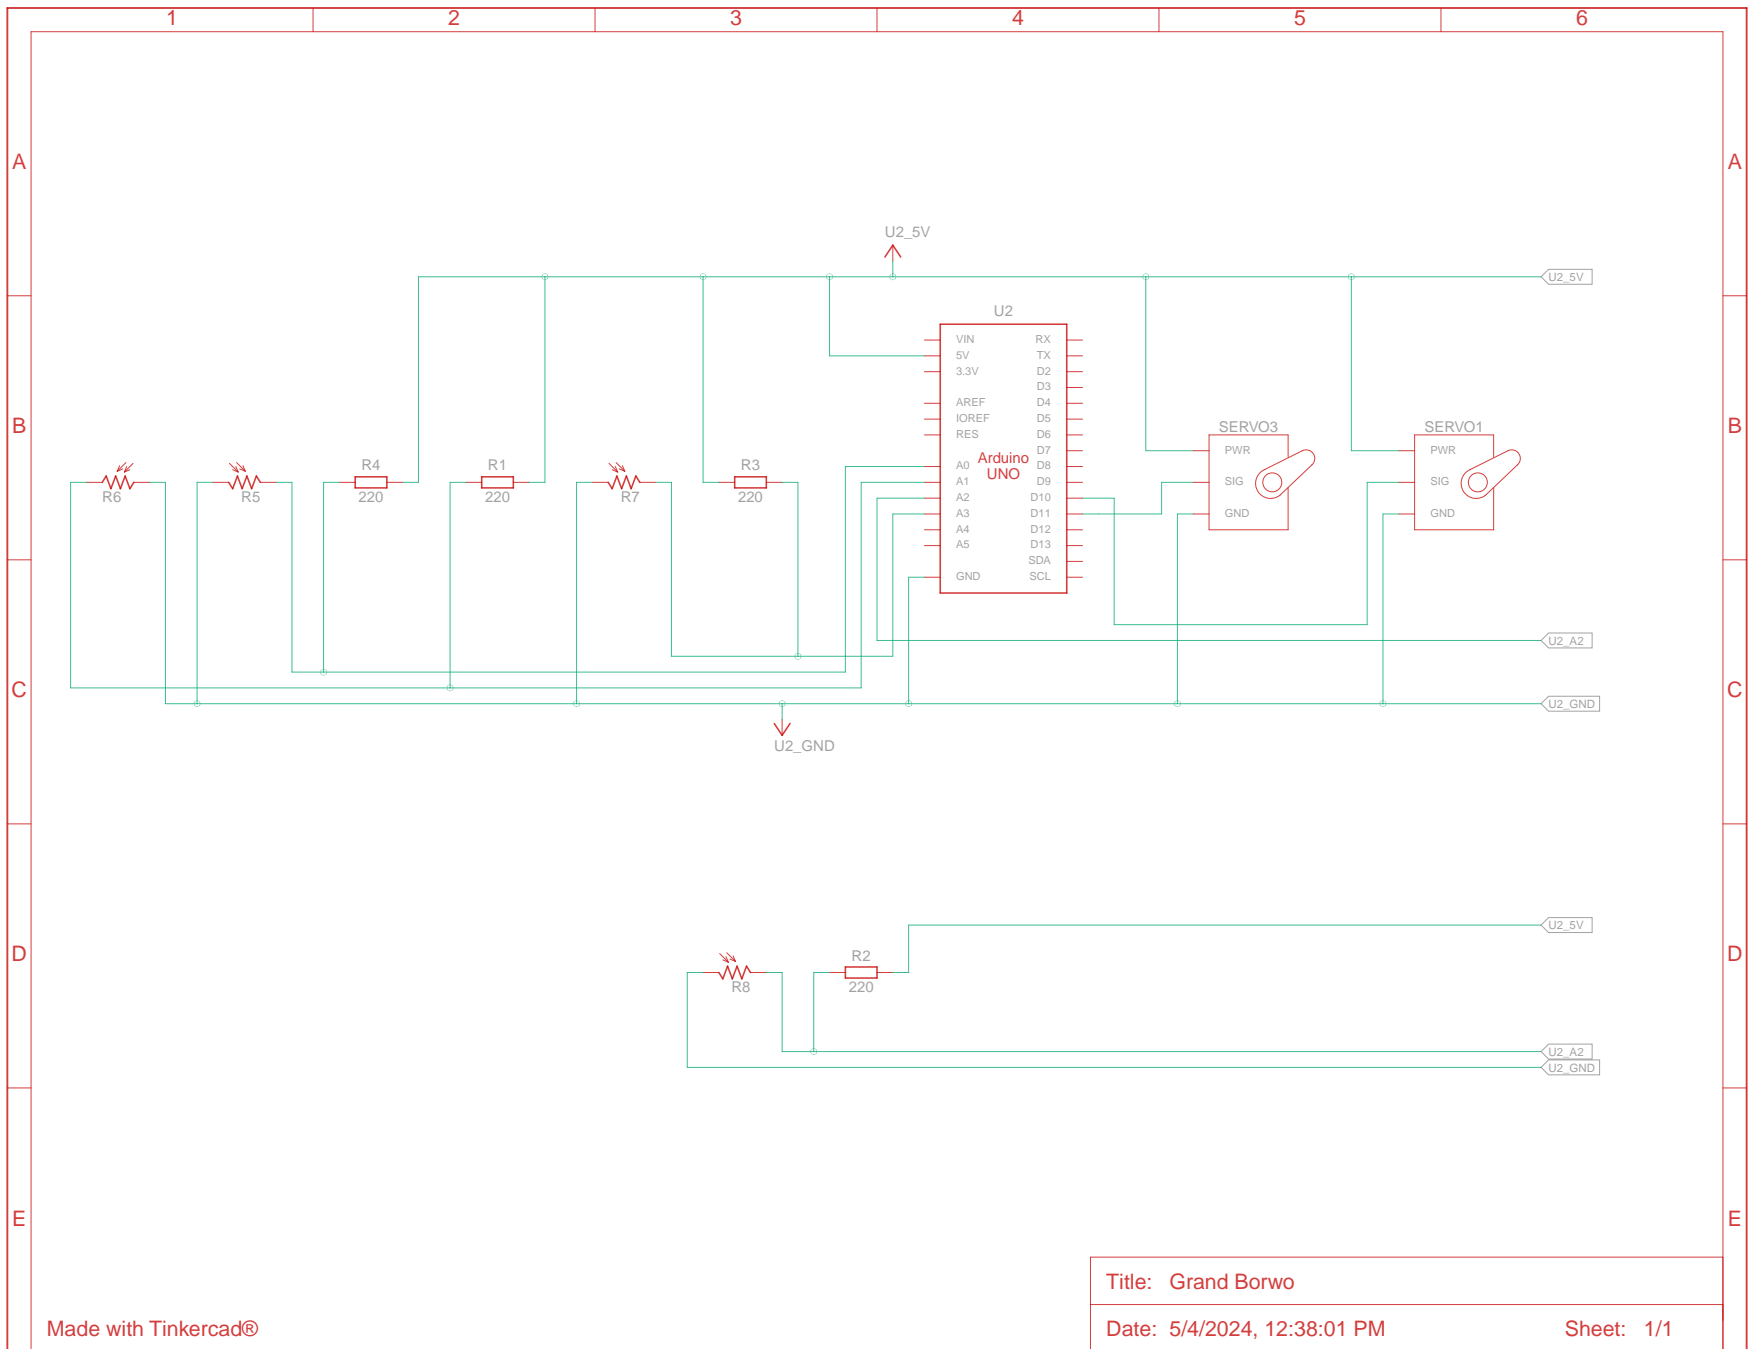 1 2 3 4 5 6
A A
U2_5V
U2_5V
U2
VIN RX
5V TX
3.3V D2
D3
AREF D4
IOREF D5
RES D6
D7
Arduino
UNO
A0 D8
A1 D9
A2 D10
A3 D11
A4 D12
A5 D13
SDA
GND SCL
B B
SERVO3 SERVO1
PWR PWR
SIG SIG
GND GND
R4 R1 R3
R6 R5 220 220 R7 220
U2_A2
C C
U2_GND
U2_GND
U2_5V
D D
R2
R8 220
U2_A2
U2_GND
E E
Title: Grand Borwo
Made with Tinkercad® Date: 5/4/2024, 12:38:01 PM Sheet: 1/1